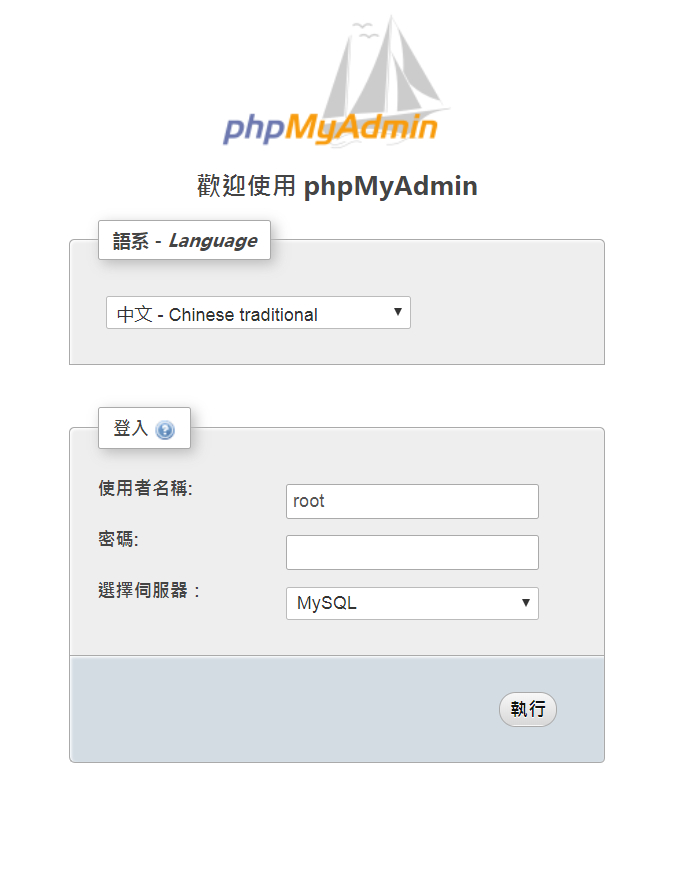 phpMyAdmin
歡迎使用 phpMyAdmin
語系 - Language
中文 - Chinese traditional
登入
使用者名稱:
root
密碼:
選擇伺服器：
MySQL
執行